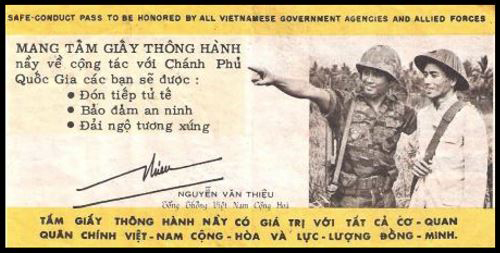 SAFE-CONDUCT PASS TO BE HONORED BY ALL VIETNAMESE GOVERNMENT AGENCIES AND ALLIED FORCES
MANG TẤM GIẤY THÔNG HÀNH
nầy về cộng tác với Chánh Phủ
Quốc Gia các bạn sẽ được :
• Đón tiếp tử tế
• Bảo đảm an ninh
• Đãi ngộ tương xứng
NGUYỄN VĂN THIỆU
Tổng Thống Việt Nam Cộng Hoà
TẤM GIẤY THÔNG HÀNH NẦY CÓ GIÁ TRỊ VỚI TẤT CẢ CƠ-QUAN
QUÂN CHÍNH VIỆT-NAM CỘNG-HÒA VÀ LỰC-LƯỢNG ĐỒNG-MINH.